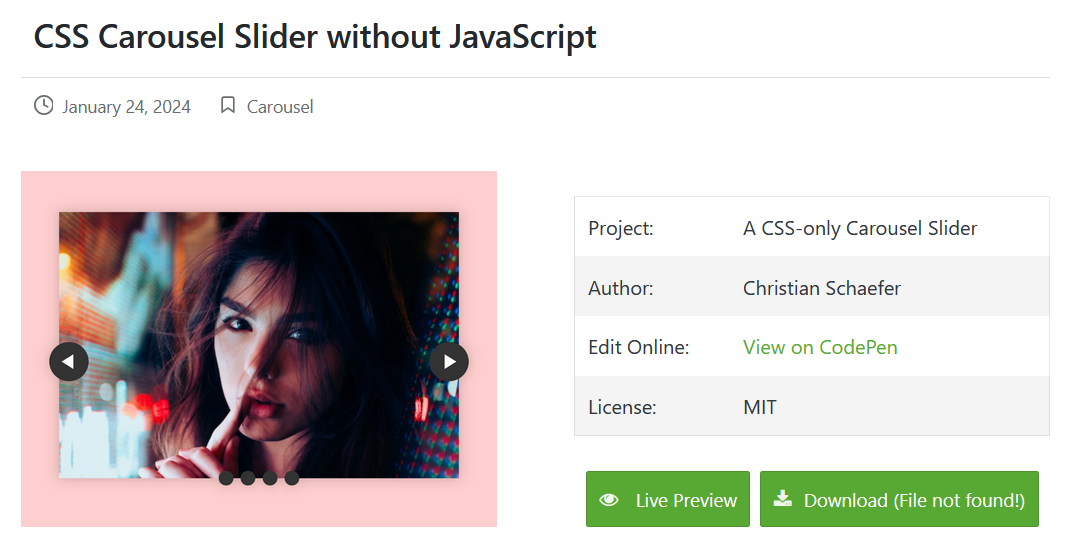 CSS Carousel Slider without JavaScript
January 24, 2024 Carousel
Project: A CSS-only Carousel Slider
Author: Christian Schaefer
Edit Online: View on CodePen
License: MIT
Live Preview Download (File not found!)